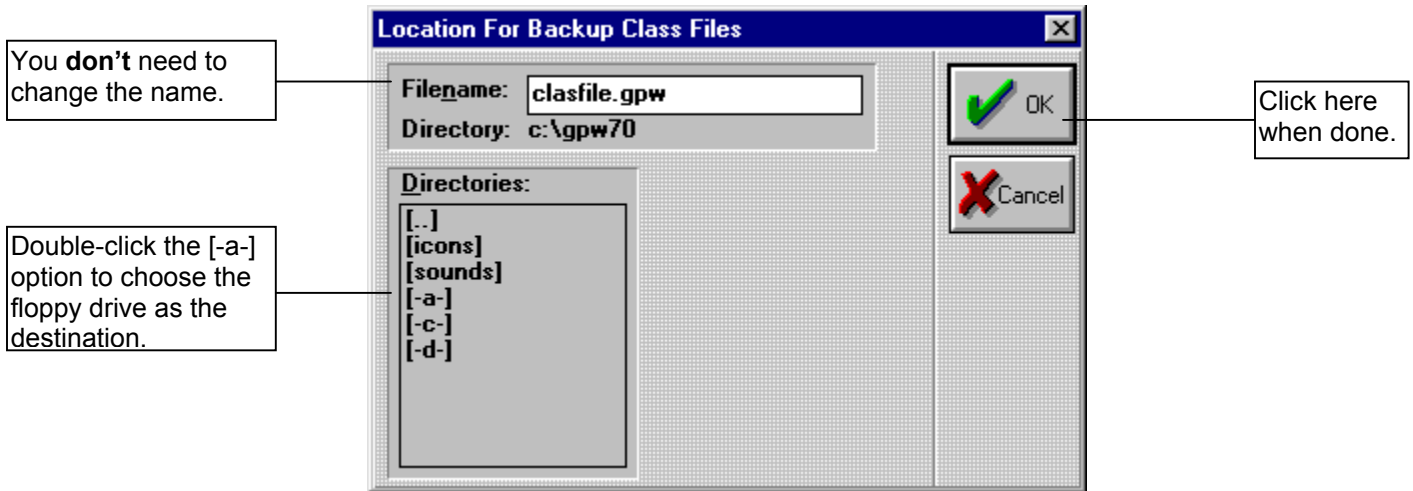 Location For Backup Class Files
You don't need to
change the name.
Filename: clasfile.gpw
Directory: c:\gpw70
OK
Click here
when done.
Cancel
Directories:
[..]
[icons]
[sounds]
[-a-]
[-c-]
[-d-]
Double-click the [-a-]
option to choose the
floppy drive as the
destination.